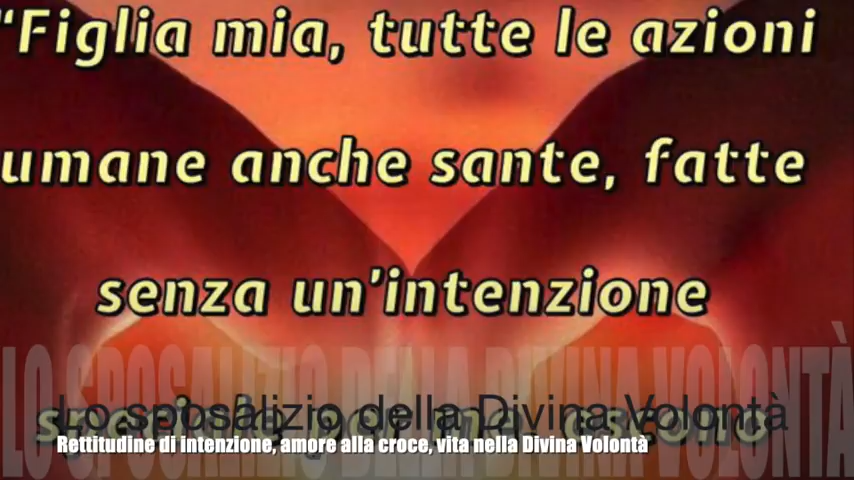 "Figlia mia, tutte le azioni
umane anche sante, fatte
senza un'intenzione
LO SPOSALIZIO DELLA DIVINA VOLONTÀ
Lo sposalizio della Divina Volontà
Rettitudine di intenzione, amore alla croce, vita nella Divina Volontà